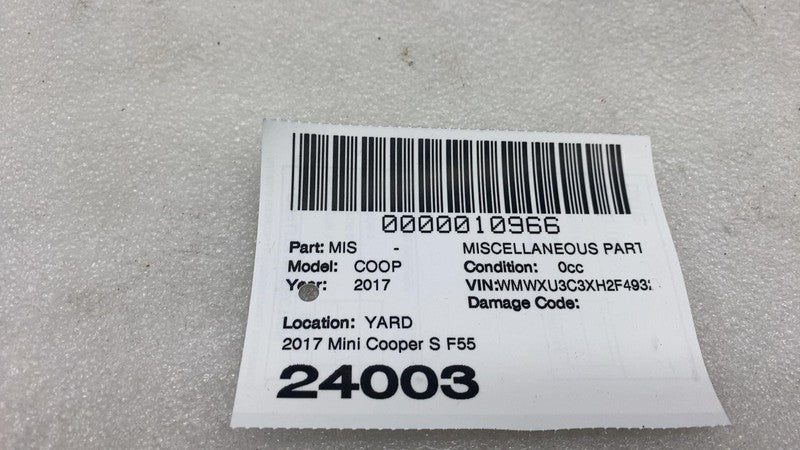 0000010966
Part: MIS - MISCELLANEOUS PART
Model: COOP Condition: 0cc
Year: 2017 VIN:WMWXU3C3XH2F493
Damage Code:
Location: YARD
2017 Mini Cooper S F55
24003